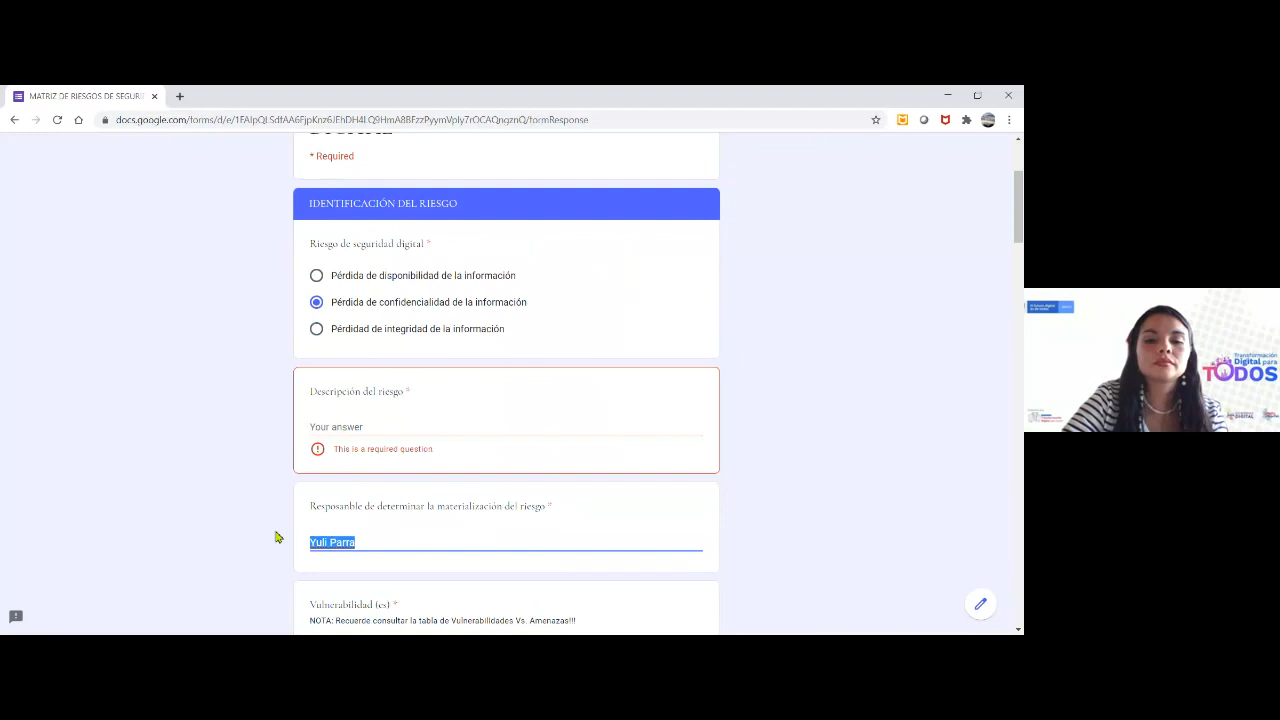 MATRIZ DE RIESGOS DE SEGURI
docs.google.com/forms/d/e/1FAIpQLSdfAA6FjpKnz6JEhDH4LQ9HmA8BFzzPyymVply7rOCAQngznQ/formResponse
* Required
IDENTIFICACIÓN DEL RIESGO
Riesgo de seguridad digital *
Pérdida de disponibilidad de la información
Pérdida de confidencialidad de la información
Pérdidad de integridad de la información
Descripción del riesgo *
Your answer
This is a required question
Resposanble de determinar la materialización del riesgo *
Yuli Parra
Vulnerabilidad (es) *
NOTA: Recuerde consultar la tabla de Vulnerabilidades Vs. Amenazas!!!
Transformación
Digital para
TODOS